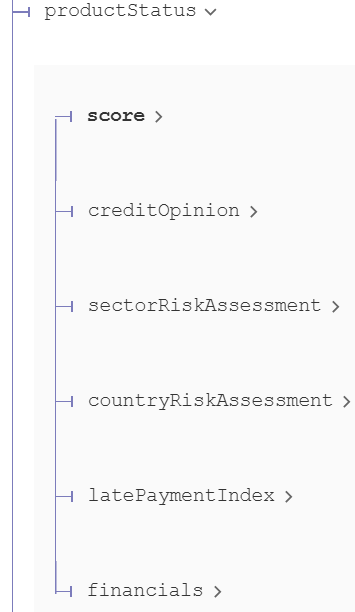 productStatus
score
creditOpinion
sectorRiskAssessment
countryRiskAssessment
latePaymentIndex
financials